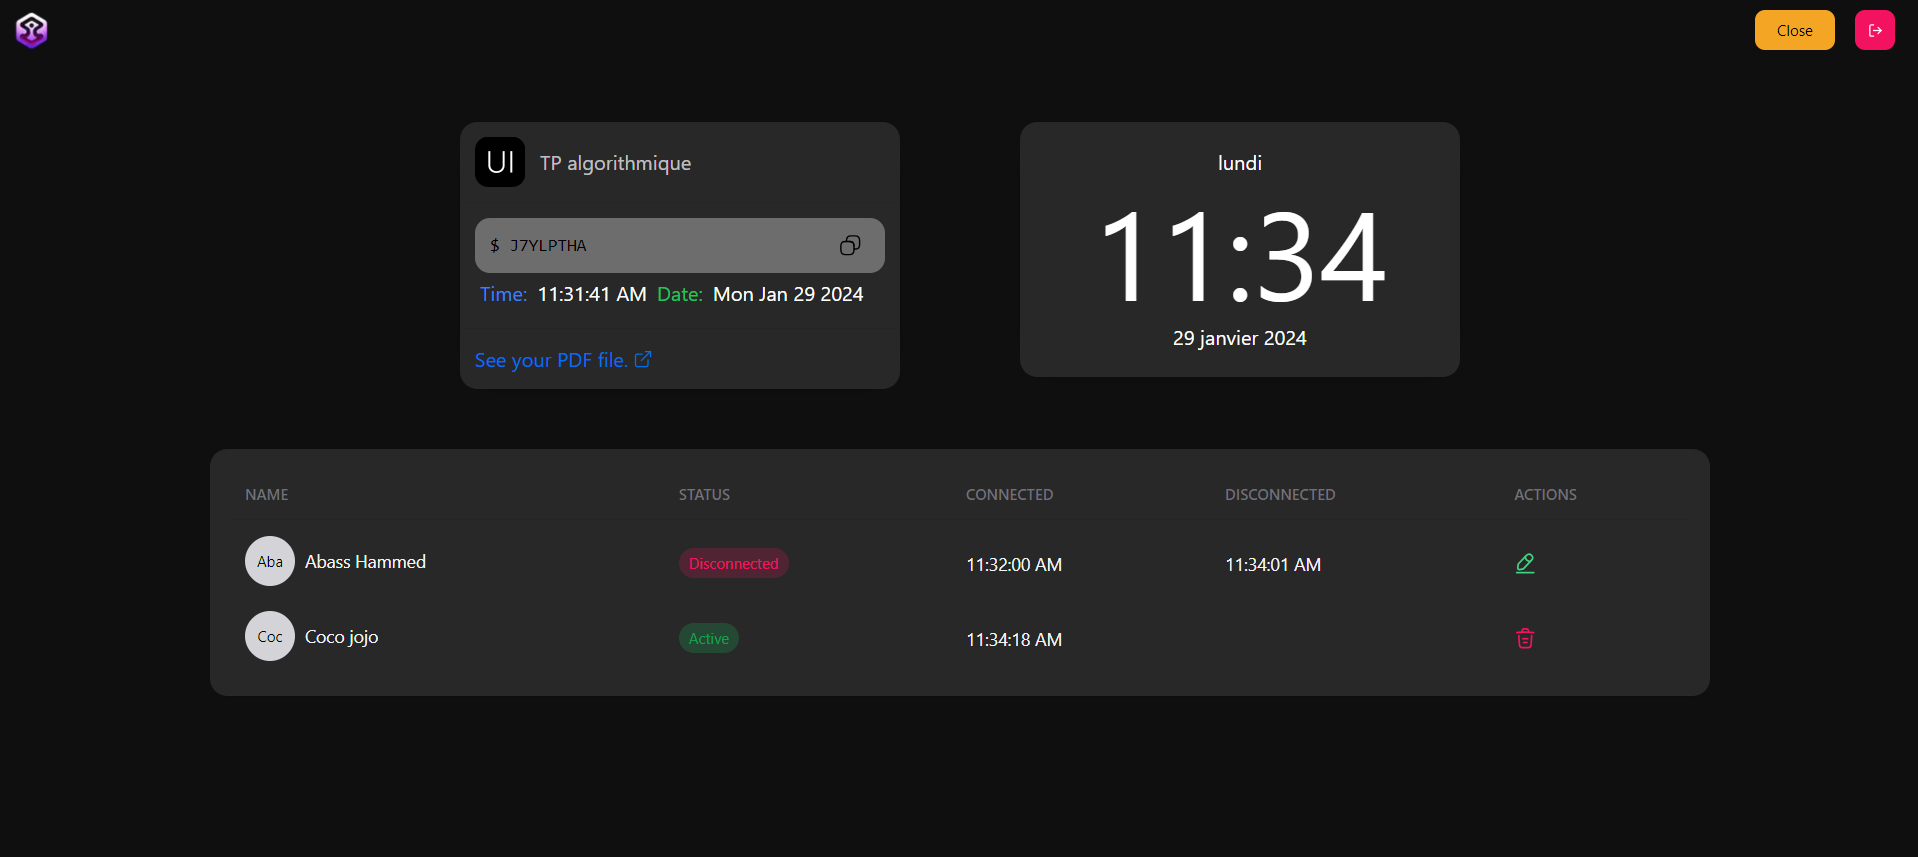 Close
UI TP algorithmique
$ J7YLPTHA
Time: 11:31:41 AM Date: Mon Jan 29 2024
See your PDF file.
lundi
11:34
29 janvier 2024
NAME STATUS CONNECTED DISCONNECTED ACTIONS
Aba Abass Hammed Disconnected 11:32:00 AM 11:34:01 AM
Coc Coco jojo Active 11:34:18 AM